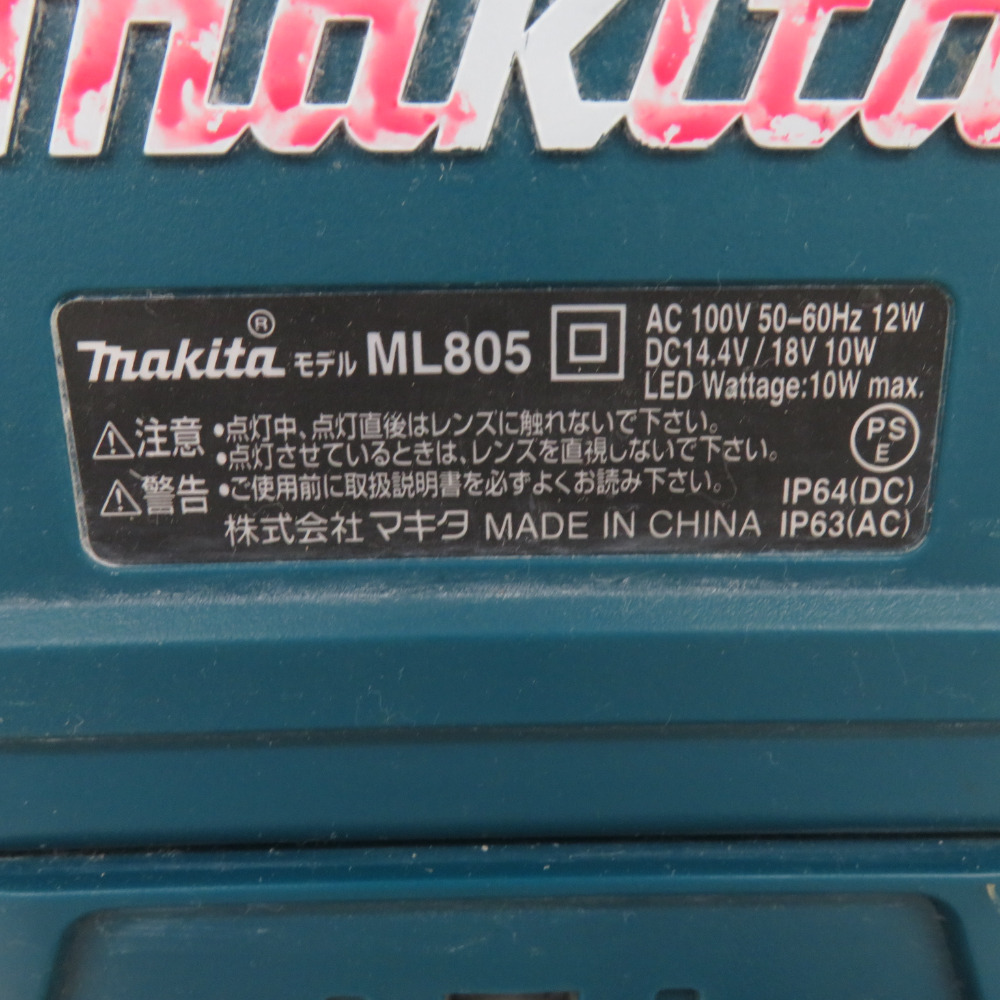 makita
makita® モデル ML805
AC 100V 50-60Hz 12W
DC14.4V / 18V 10W
LED Wattage:10W max.
⚠注意 •点灯中、点灯直後はレンズに触れないで下さい。
•点灯させているときは、レンズを直視しないで下さい。
⚠警告 •ご使用前に取扱説明書を必ずよくお読み下さい。
PS
E
IP64(DC)
株式会社 マキタ MADE IN CHINA IP63(AC)